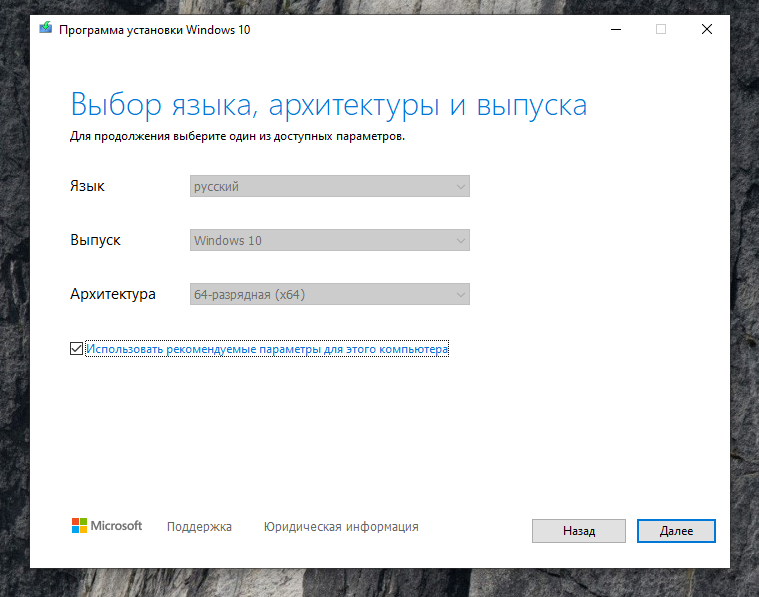 Программа установки Windows 10
Выбор языка, архитектуры и выпуска
Для продолжения выберите один из доступных параметров.
Язык
русский
Выпуск
Windows 10
Архитектура
64-разрядная (x64)
Использовать рекомендуемые параметры для этого компьютера
Microsoft Поддержка Юридическая информация Назад Далее